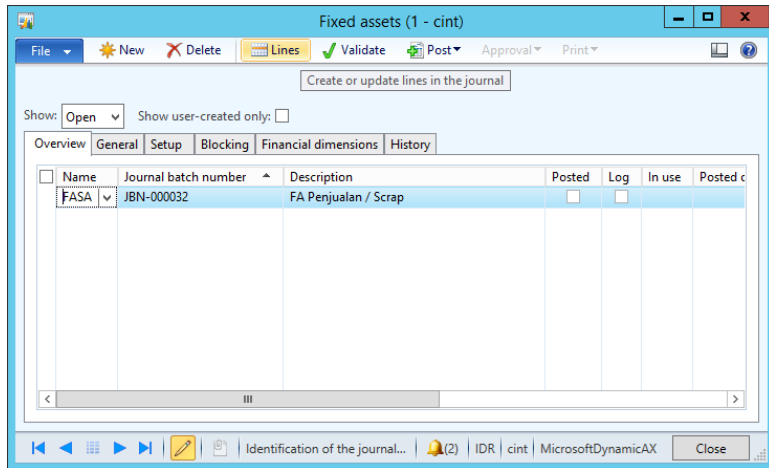 Fixed assets (1 - cint)
File New Delete Lines Validate Post Approval Print
Create or update lines in the journal
Show: Open Show user-created only:
Overview General Setup Blocking Financial dimensions History
Name Journal batch number Description Posted Log In use Posted
FASA JBN-000032 FA Penjualan / Scrap
Identification of the journal... (2) IDR cint MicrosoftDynamicAX Close